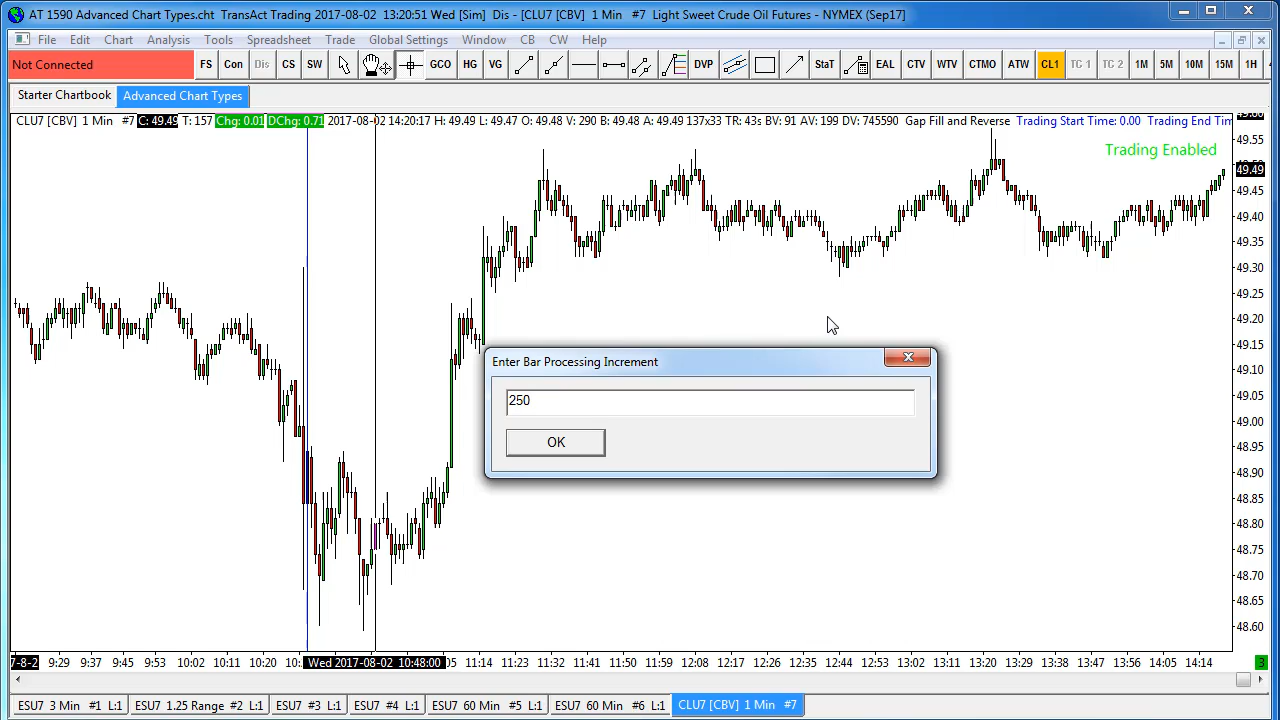 AT 1590 Advanced Chart Types.cht TransAct Trading 2017-08-02 13:20:51 Wed [Sim] Dis - [CLU7 [CBV] 1 Min #7 Light Sweet Crude Oil Futures - NYMEX (Sep17)]
File Edit Chart Analysis Tools Spreadsheet Trade Global Settings Window CB CW Help
Not Connected FS Con Dis CS SW GCO HG VG DVP StaT EAL CTV WTV CTMO ATW CL1 TC 1 TC 2 1M 5M 10M 15M 1H
Starter Chartbook Advanced Chart Types
CLU7 [CBV] 1 Min #7 C: 49.49 T: 157 Chg: 0.01 DChg: 0.71 2017-08-02 14:20:17 H: 49.49 L: 49.47 O: 49.48 V: 290 B: 49.48 A: 49.49 137x33 TR: 43s BV: 91 AV: 199 DV: 745590 Gap Fill and Reverse Trading Start Time: 0.00 Trading End Tim
49.55
Trading Enabled
49.49
49.45
49.40
49.35
49.30
49.25
49.20
49.15
49.10
49.05
49.00
48.95
48.90
48.85
48.80
48.75
48.70
48.65
48.60
Enter Bar Processing Increment
250
OK
7-8-2 9:29 9:37 9:45 9:53 10:02 10:11 10:20 Wed 2017-08-02 10:48:00 11:14 11:23 11:32 11:41 11:50 11:59 12:08 12:17 12:26 12:35 12:44 12:53 13:02 13:11 13:20 13:29 13:38 13:47 13:56 14:05 14:14 3
ESU7 3 Min #1 L:1 ESU7 1.25 Range #2 L:1 ESU7 #3 L:1 ESU7 #4 L:1 ESU7 60 Min #5 L:1 ESU7 60 Min #6 L:1 CLU7 [CBV] 1 Min #7